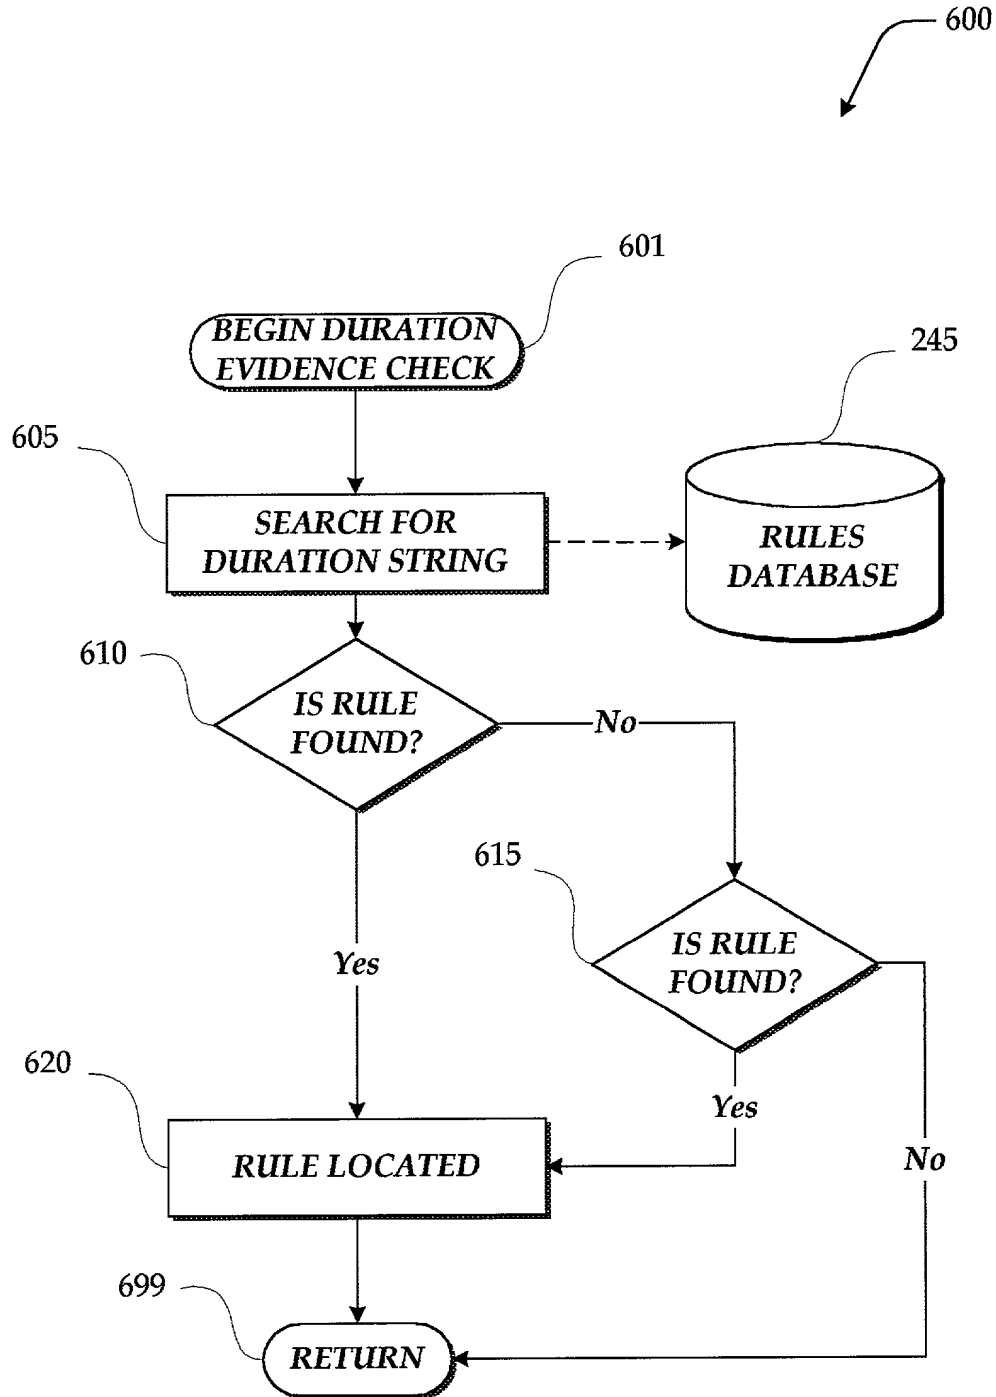 600
601
BEGIN DURATION
EVIDENCE CHECK
245
605
SEARCH FOR
DURATION STRING
RULES
DATABASE
610
IS RULE
FOUND?
No
615
IS RULE
FOUND?
Yes
620
Yes
RULE LOCATED
No
699
RETURN